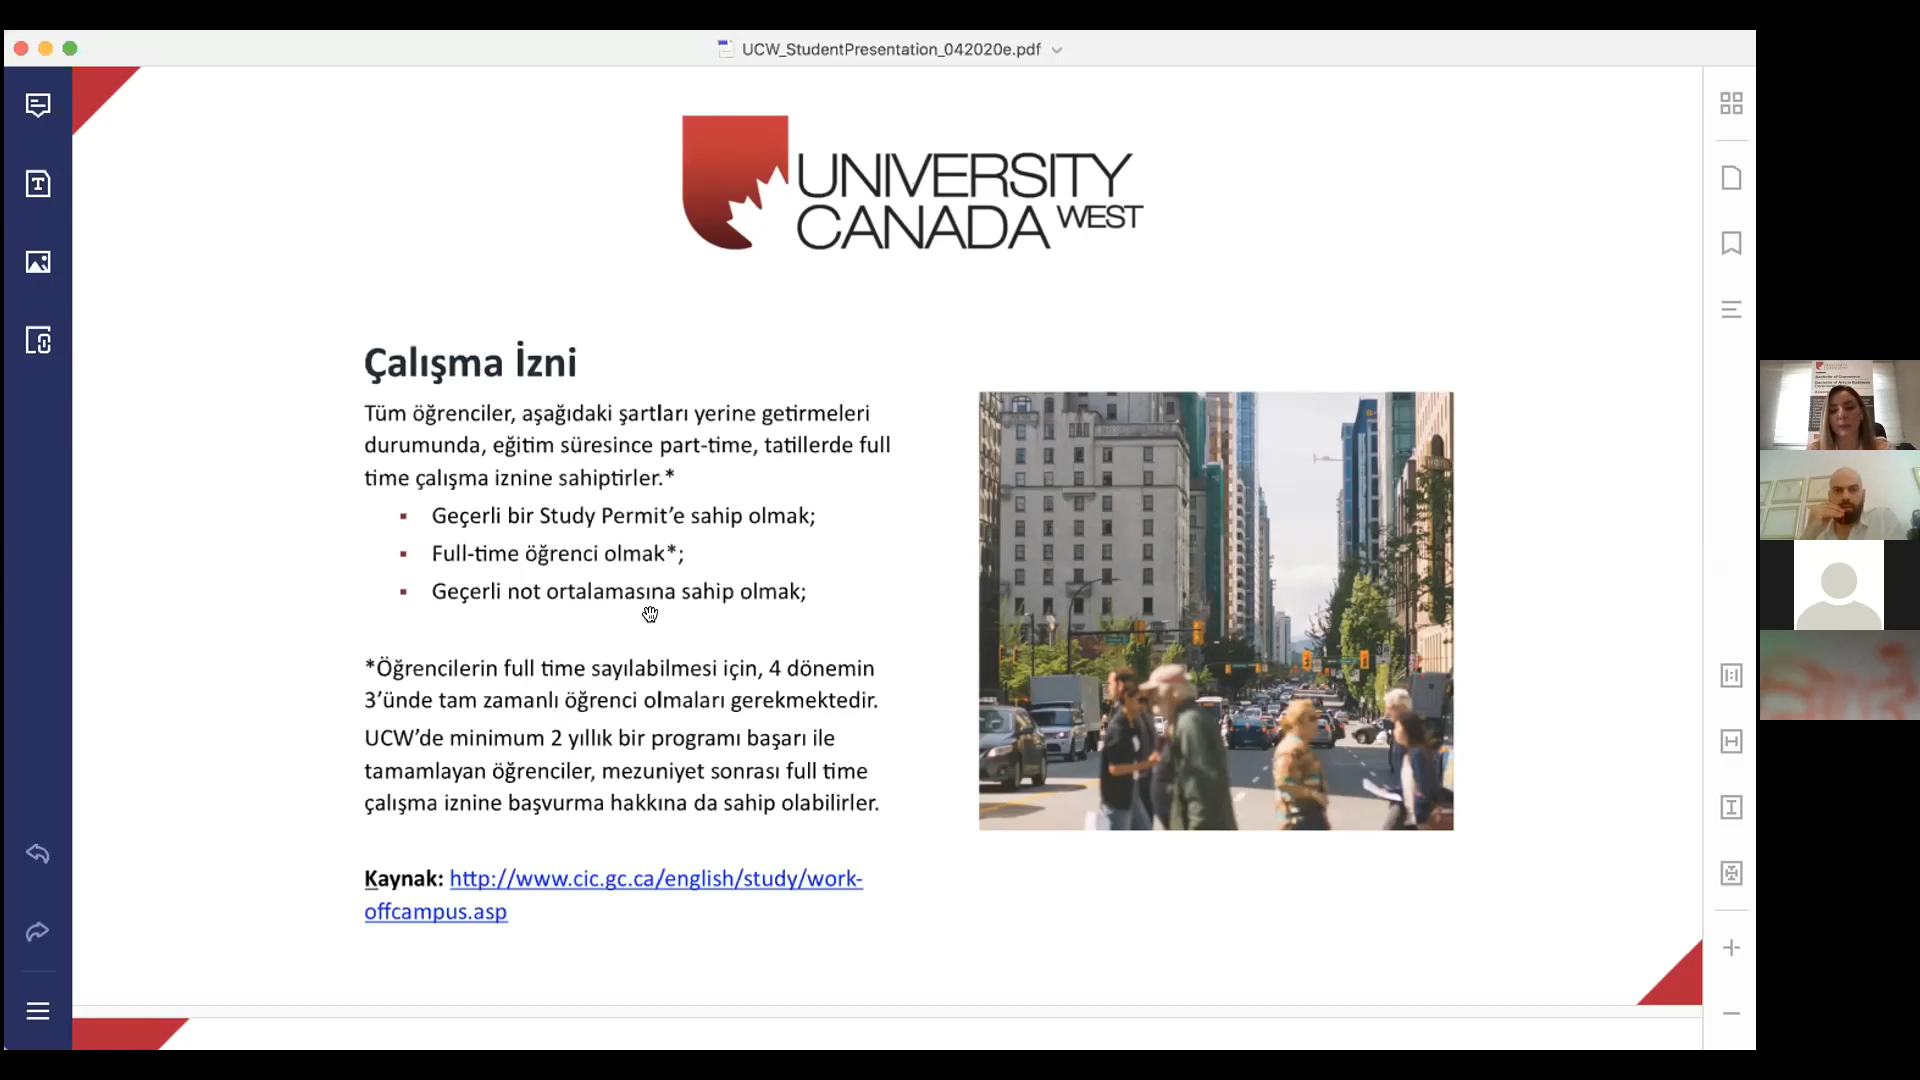 UCW_StudentPresentation_042020e.pdf
UNIVERSITY
CANADA WEST
Çalışma İzni
Tüm öğrenciler, aşağıdaki şartları yerine getirmeleri
durumunda, eğitim süresince part-time, tatillerde full
time çalışma iznine sahiptirler.*
▪ Geçerli bir Study Permit’e sahip olmak;
▪ Full-time öğrenci olmak*;
▪ Geçerli not ortalamasına sahip olmak;
*Öğrencilerin full time sayılabilmesi için, 4 dönemin
3’ünde tam zamanlı öğrenci olmaları gerekmektedir.
UCW’de minimum 2 yıllık bir programı başarı ile
tamamlayan öğrenciler, mezuniyet sonrası full time
çalışma iznine başvurma hakkına da sahip olabilirler.
Kaynak: http://www.cic.gc.ca/english/study/work-
offcampus.asp